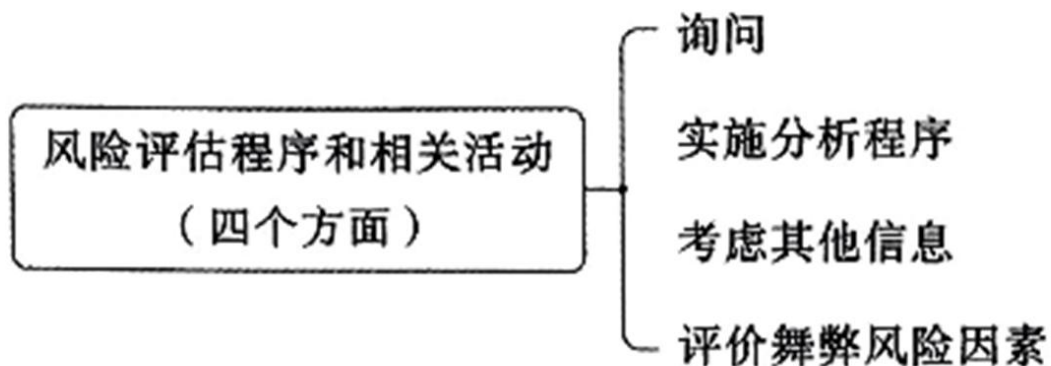 风险评估程序和相关活动
（四个方面）
询问
实施分析程序
考虑其他信息
评价舞弊风险因素